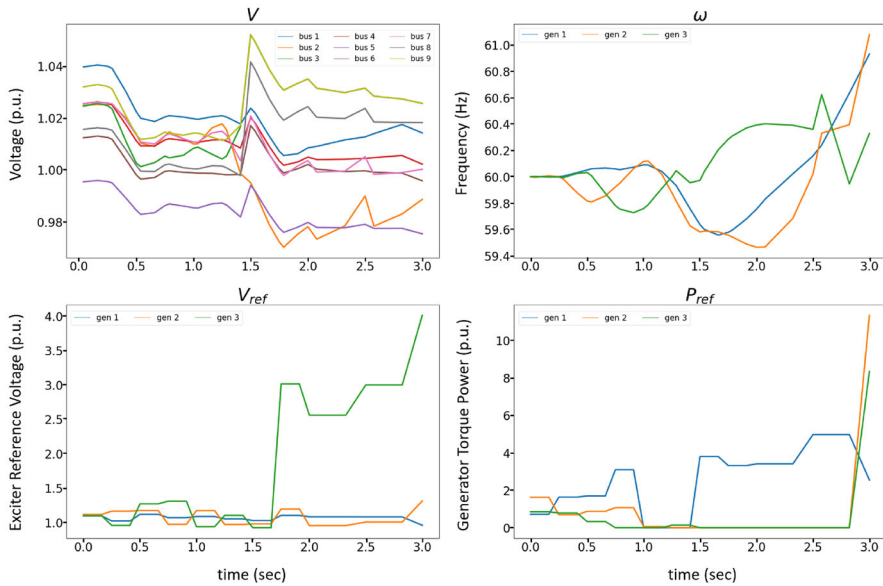 V
bus 1 bus 4 bus 7
bus 2 bus 5 bus 8
bus 3 bus 6 bus 9
Voltage (p.u.)
1.04
1.02
1.00
0.98
0.0 0.5 1.0 1.5 2.0 2.5 3.0
ω
gen 1 gen 2 gen 3
Frequency (Hz)
61.0
60.8
60.6
60.4
60.2
60.0
59.8
59.6
59.4
0.0 0.5 1.0 1.5 2.0 2.5 3.0
V_ref
gen 1 gen 2 gen 3
Exciter Reference Voltage (p.u.)
4.0
3.5
3.0
2.5
2.0
1.5
1.0
0.0 0.5 1.0 1.5 2.0 2.5 3.0
time (sec)
P_ref
gen 1 gen 2 gen 3
Generator Torque Power (p.u.)
10
8
6
4
2
0
0.0 0.5 1.0 1.5 2.0 2.5 3.0
time (sec)